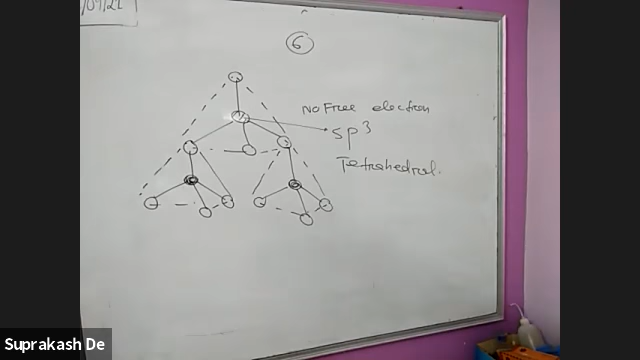 6
No Free electron
sp3
Tetrahedral.
Suprakash De